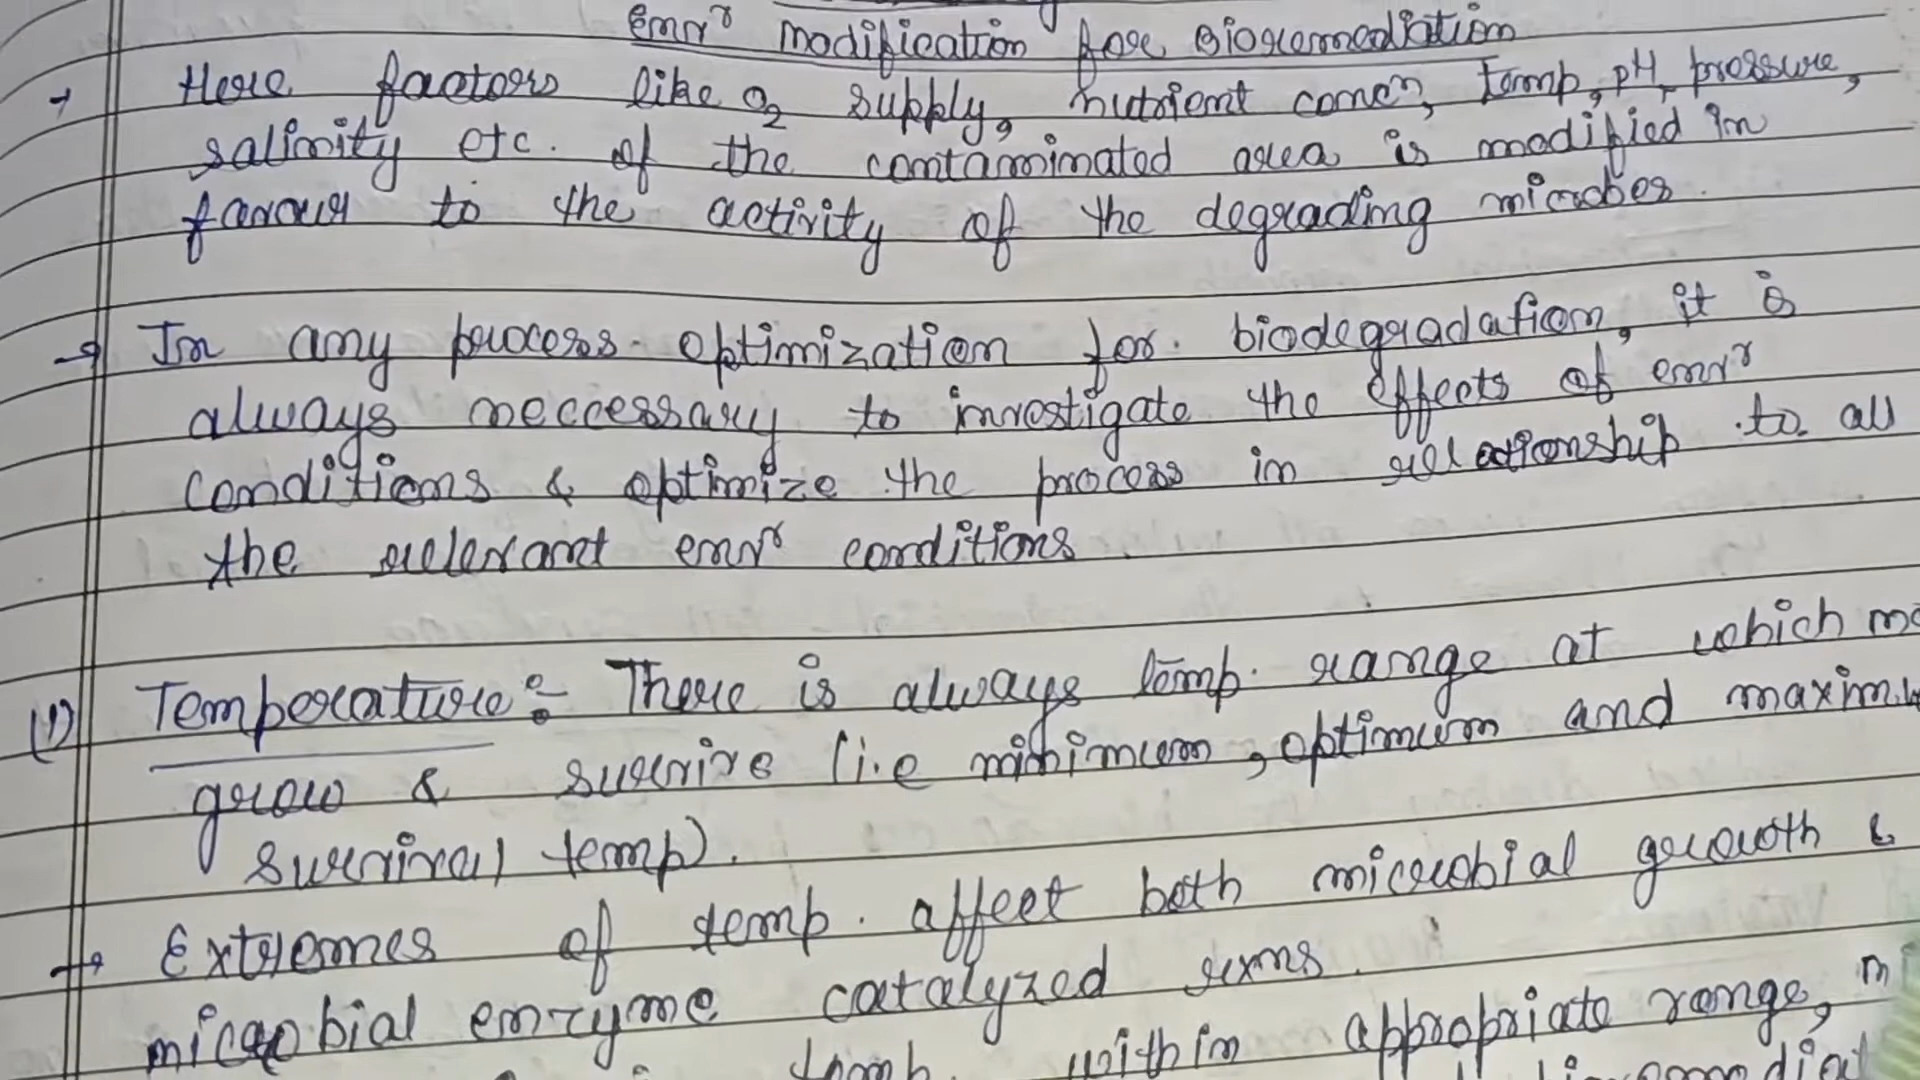 Envr modification for Bioremediation
→ Here factors like O2 supply, nutrient concn, temp, pH, pressure,
salinity etc. of the contaminated area is modified in
favour to the activity of the degrading microbes.
→ In any process optimization for biodegradation, it is
always neccessary to investigate the effects of envr
conditions & optimize the process in relationship to all
the relevant envr conditions.
(1) Temperature:- There is always temp. range at which
grow & survive (i.e minimum, optimum and maximu
survival temp).
→ Extremes of temp. affect both microbial growth &
microbial enzyme catalyzed rxns.
temp. within appropriate range,